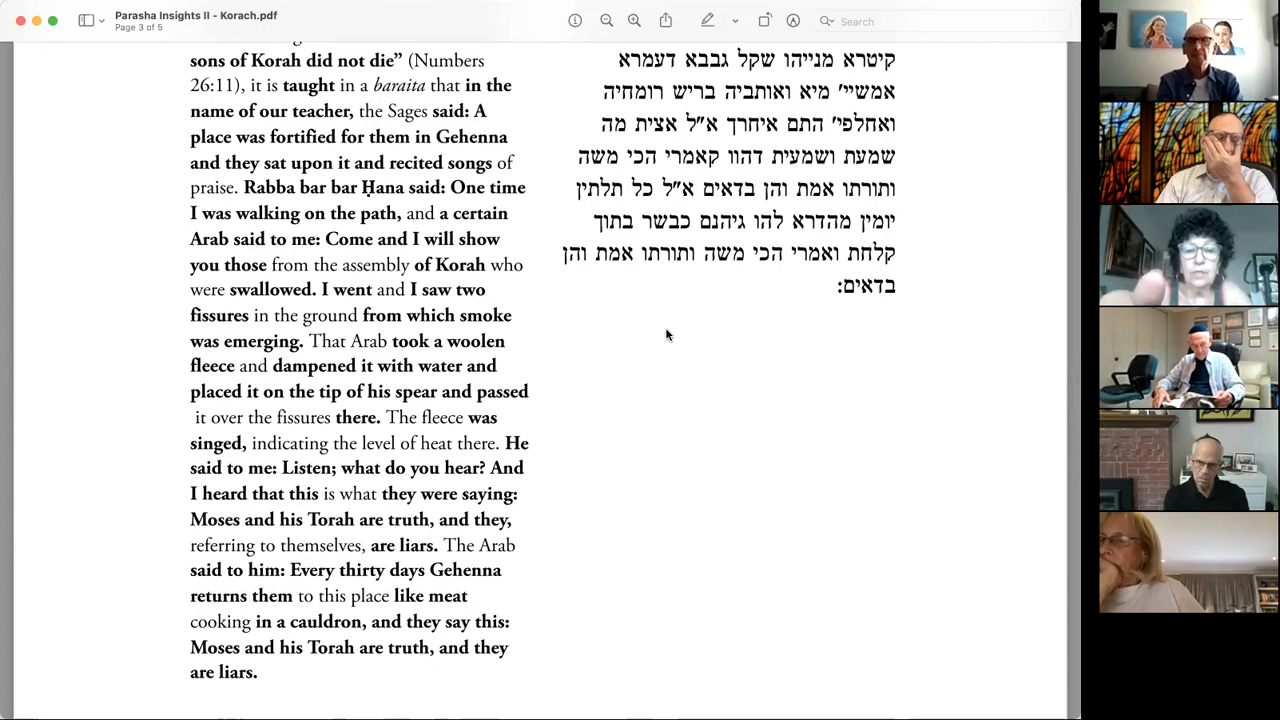 Parasha Insights II - Korach.pdf
Page 3 of 5
Search
sons of Korah did not die” (Numbers
26:11), it is taught in a baraita that in the
name of our teacher, the Sages said: A
place was fortified for them in Gehenna
and they sat upon it and recited songs of
praise. Rabba bar bar Ḥana said: One time
I was walking on the path, and a certain
Arab said to me: Come and I will show
you those from the assembly of Korah who
were swallowed. I went and I saw two
fissures in the ground from which smoke
was emerging. That Arab took a woolen
fleece and dampened it with water and
placed it on the tip of his spear and passed
it over the fissures there. The fleece was
singed, indicating the level of heat there. He
said to me: Listen; what do you hear? And
I heard that this is what they were saying:
Moses and his Torah are truth, and they,
referring to themselves, are liars. The Arab
said to him: Every thirty days Gehenna
returns them to this place like meat
cooking in a cauldron, and they say this:
Moses and his Torah are truth, and they
are liars.
קיטרא מנייהו שקל גבבא דעמרא
אמשיי' מיא ואותביה בריש רומחיה
ואחלפי' התם איחרך א"ל אצית מה
שמעת ושמעית דהוו קאמרי הכי משה
ותורתו אמת והן בדאים א"ל כל תלתין
יומין מהדרא להו גיהנם כבשר בתוך
קלחת ואמרי הכי משה ותורתו אמת והן
בדאים: